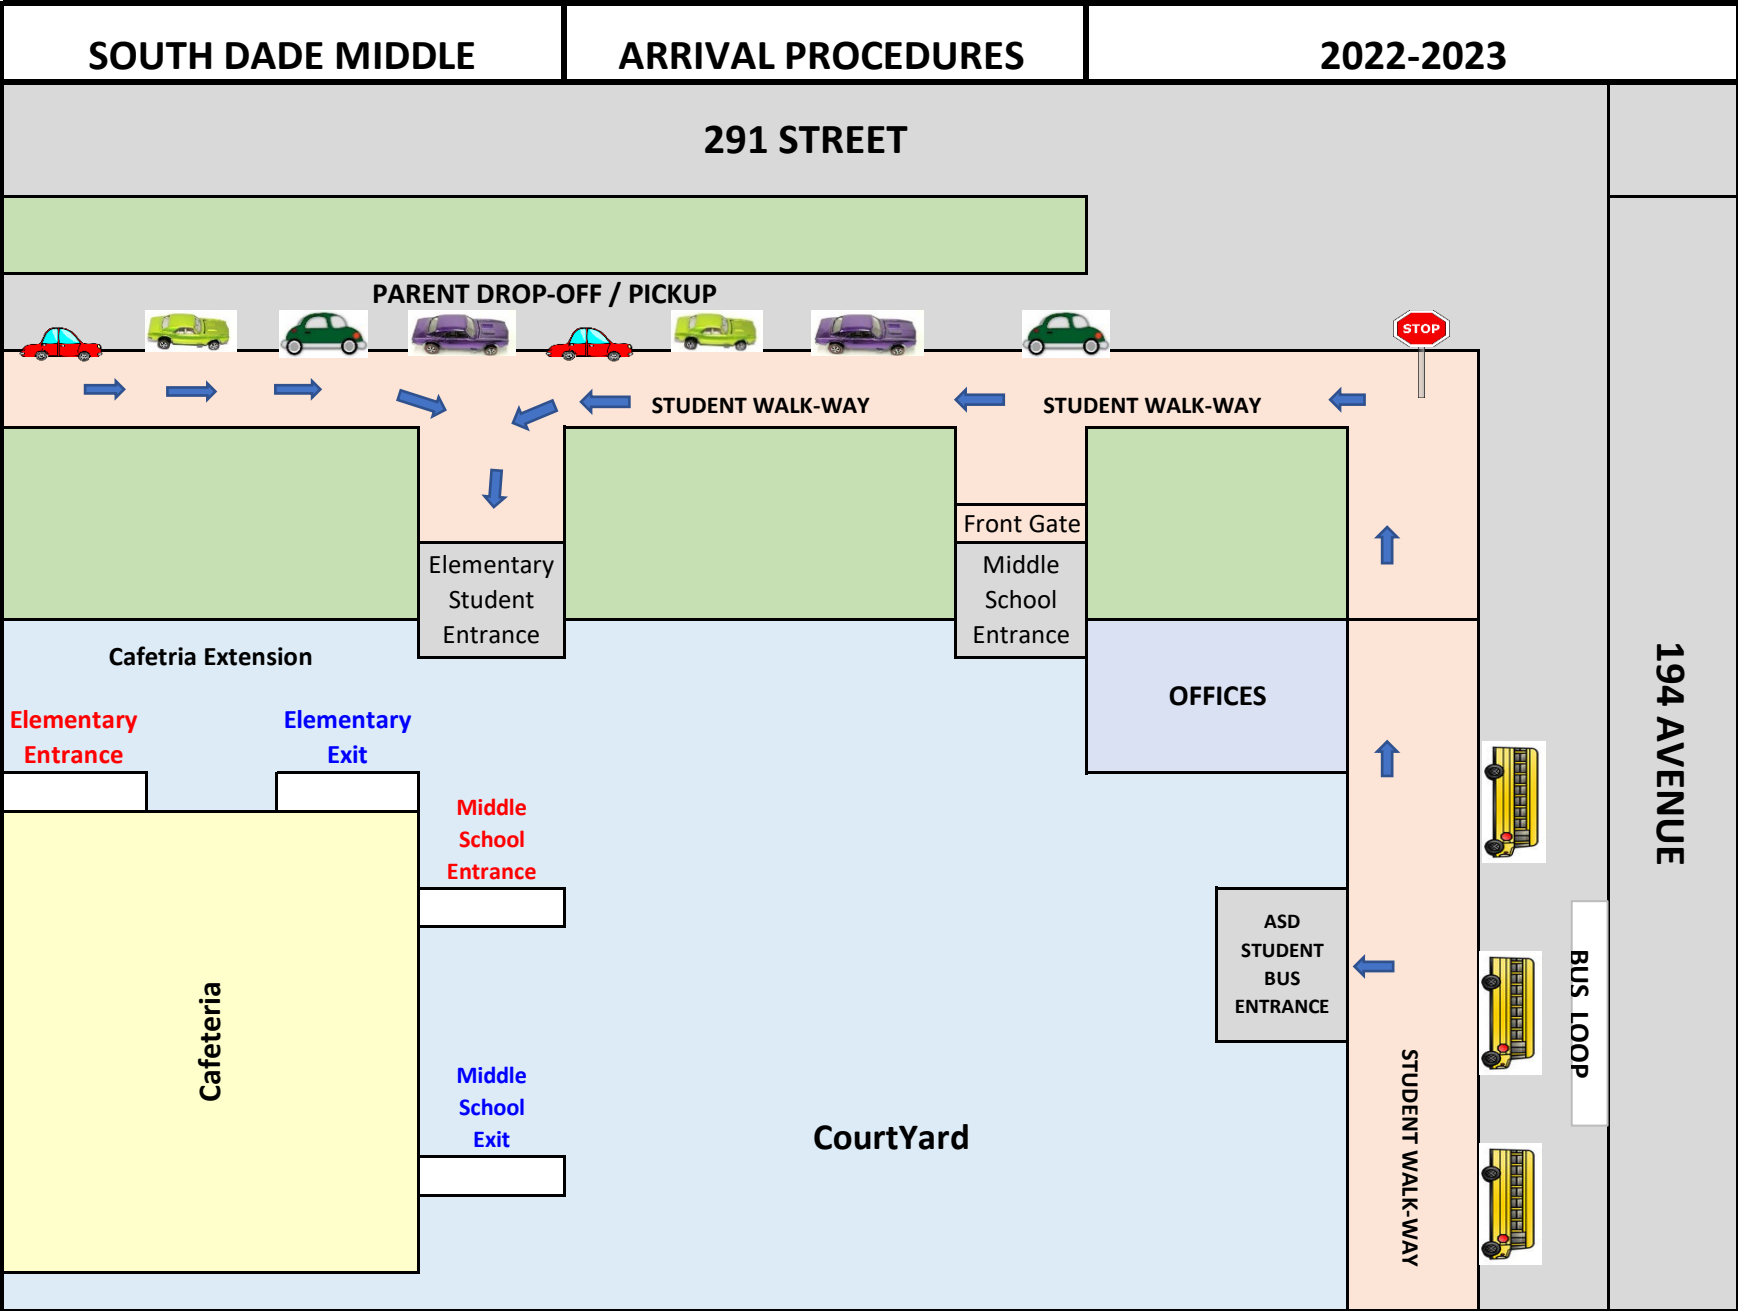 SOUTH DADE MIDDLE
ARRIVAL PROCEDURES
2022-2023
291 STREET
PARENT DROP-OFF / PICKUP
STOP
STUDENT WALK-WAY
STUDENT WALK-WAY
Front Gate
Elementary
Student
Entrance
Middle
School
Entrance
Cafetria Extension
OFFICES
194 AVENUE
Elementary
Entrance
Elementary
Exit
Middle
School
Entrance
ASD
STUDENT
BUS
ENTRANCE
BUS LOOP
Cafeteria
Middle
School
Exit
CourtYard
STUDENT WALK-WAY